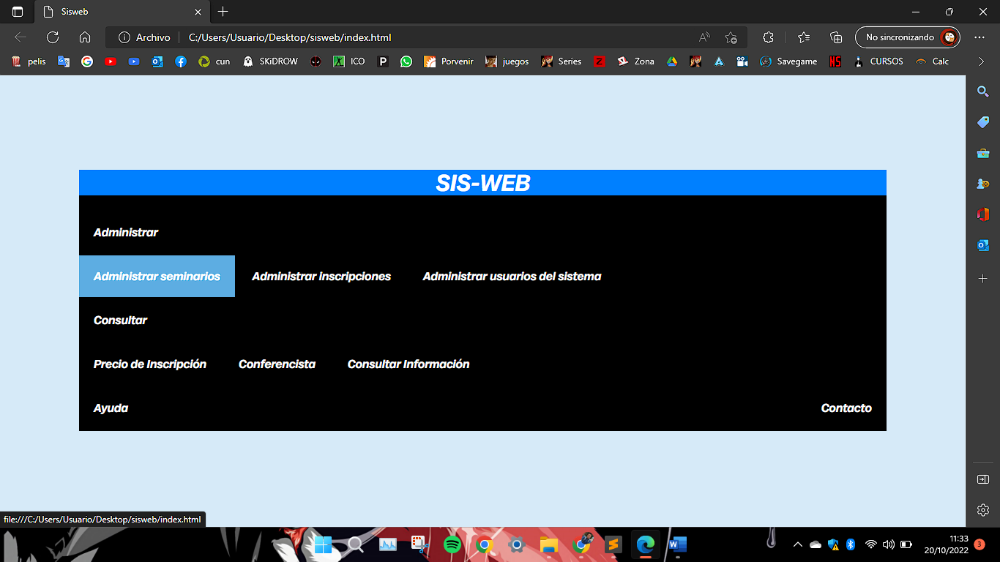 Sisweb
Archivo C:/Users/Usuario/Desktop/sisweb/index.html No sincronizando
pelis cun SKiDROW ICO P Porvenir juegos Series Z Zona Savegame NS CURSOS Calc
SIS-WEB
Administrar
Administrar seminarios Administrar inscripciones Administrar usuarios del sistema
Consultar
Precio de Inscripción Conferencista Consultar Información
Ayuda Contacto
file:///C:/Users/Usuario/Desktop/sisweb/index.html
11:33
20/10/2022 3